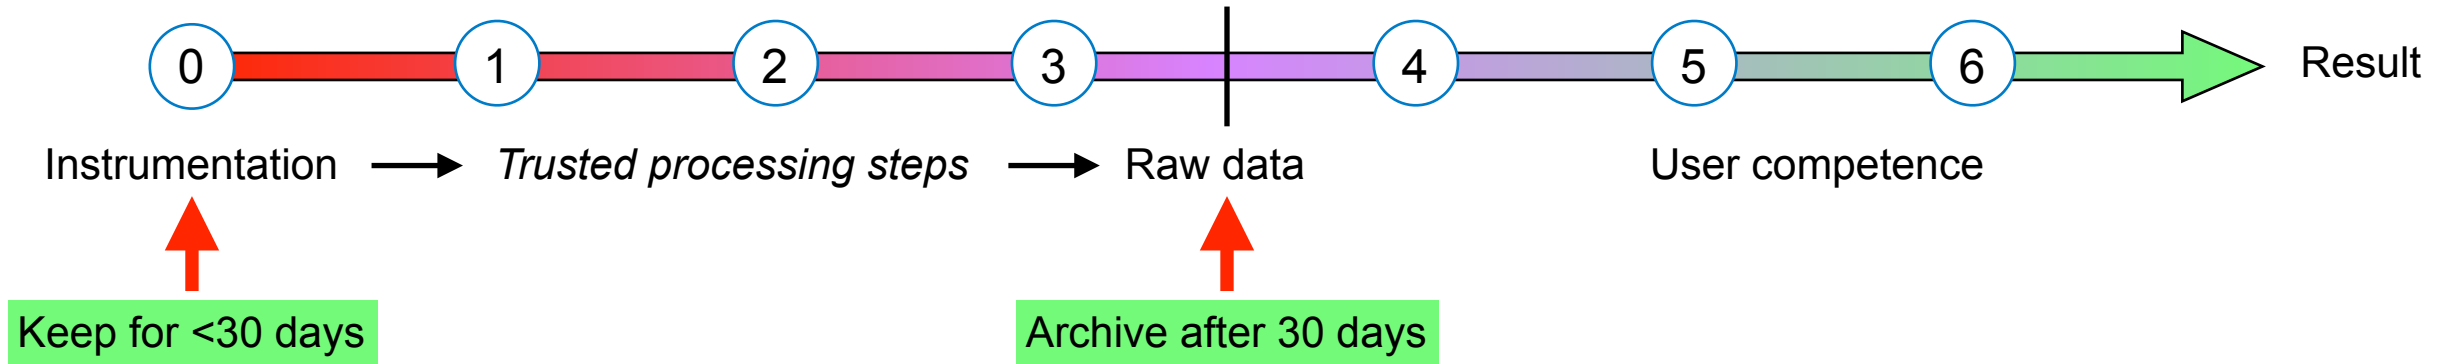 0 1 2 3 4 5 6 Result
Instrumentation Trusted processing steps Raw data User competence
Keep for <30 days Archive after 30 days